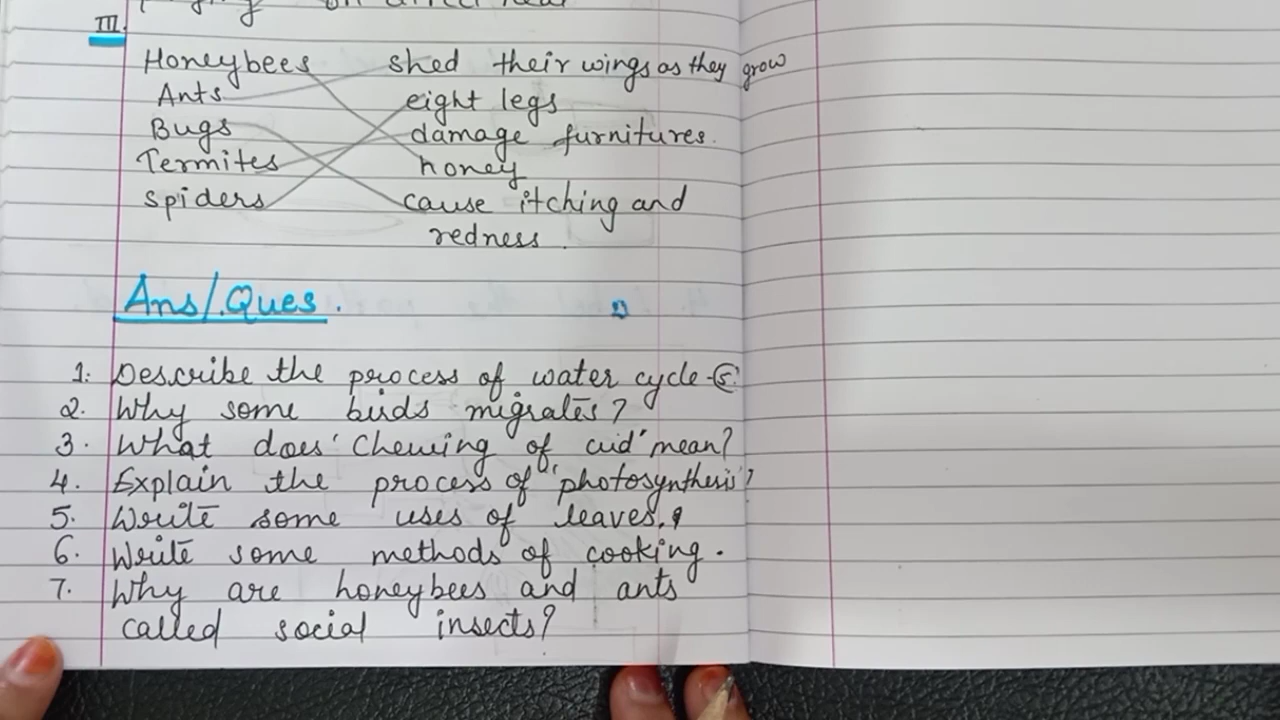 III.
Honeybees shed their wings as they grow
Ants eight legs
Bugs damage furnitures.
Termites honey
Spiders cause itching and
redness.
Ans/Ques.
1. Describe the process of water cycle-
2. Why some birds migrates?
3. What does 'Chewing of cud' mean?
4. Explain the process of 'photosynthesis'?
5. Write some uses of leaves.
6. Write some methods of cooking.
7. Why are honeybees and ants
called social insects?